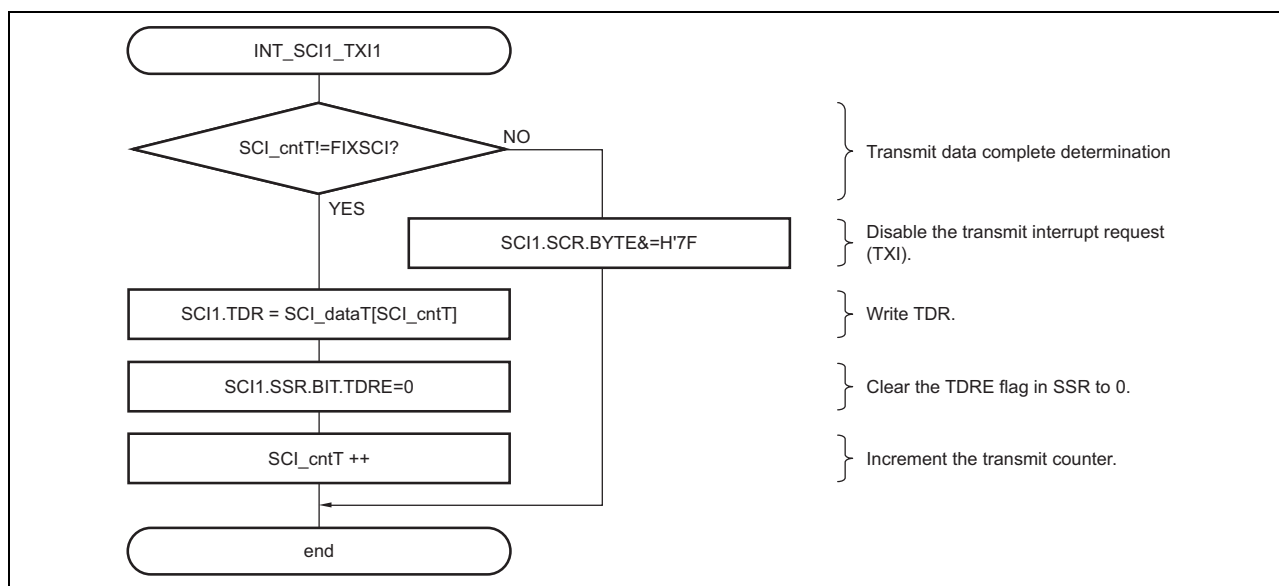 INT_SCI1_TXI1
SCI_cntT!=FIXSCI?
NO
Transmit data complete determination
YES
SCI1.SCR.BYTE&=H'7F
Disable the transmit interrupt request
(TXI).
SCI1.TDR = SCI_dataT[SCI_cntT]
Write TDR.
SCI1.SSR.BIT.TDRE=0
Clear the TDRE flag in SSR to 0.
SCI_cntT ++
Increment the transmit counter.
end